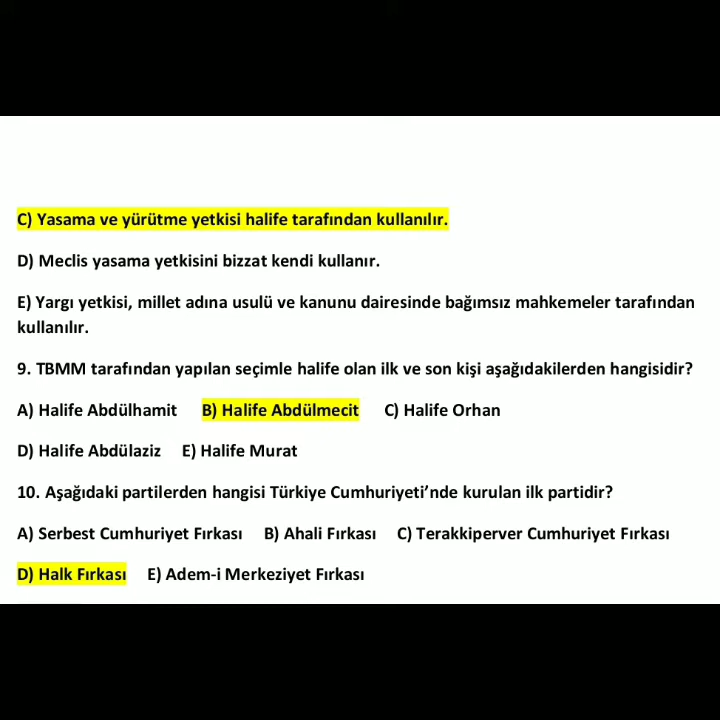 C) Yasama ve yürütme yetkisi halife tarafından kullanılır.
D) Meclis yasama yetkisini bizzat kendi kullanır.
E) Yargı yetkisi, millet adına usulü ve kanunu dairesinde bağımsız mahkemeler tarafından
kullanılır.
9. TBMM tarafından yapılan seçimle halife olan ilk ve son kişi aşağıdakilerden hangisidir?
A) Halife Abdülhamit B) Halife Abdülmecit C) Halife Orhan
D) Halife Abdülaziz E) Halife Murat
10. Aşağıdaki partilerden hangisi Türkiye Cumhuriyeti’nde kurulan ilk partidir?
A) Serbest Cumhuriyet Fırkası B) Ahali Fırkası C) Terakkiperver Cumhuriyet Fırkası
D) Halk Fırkası E) Adem-i Merkeziyet Fırkası